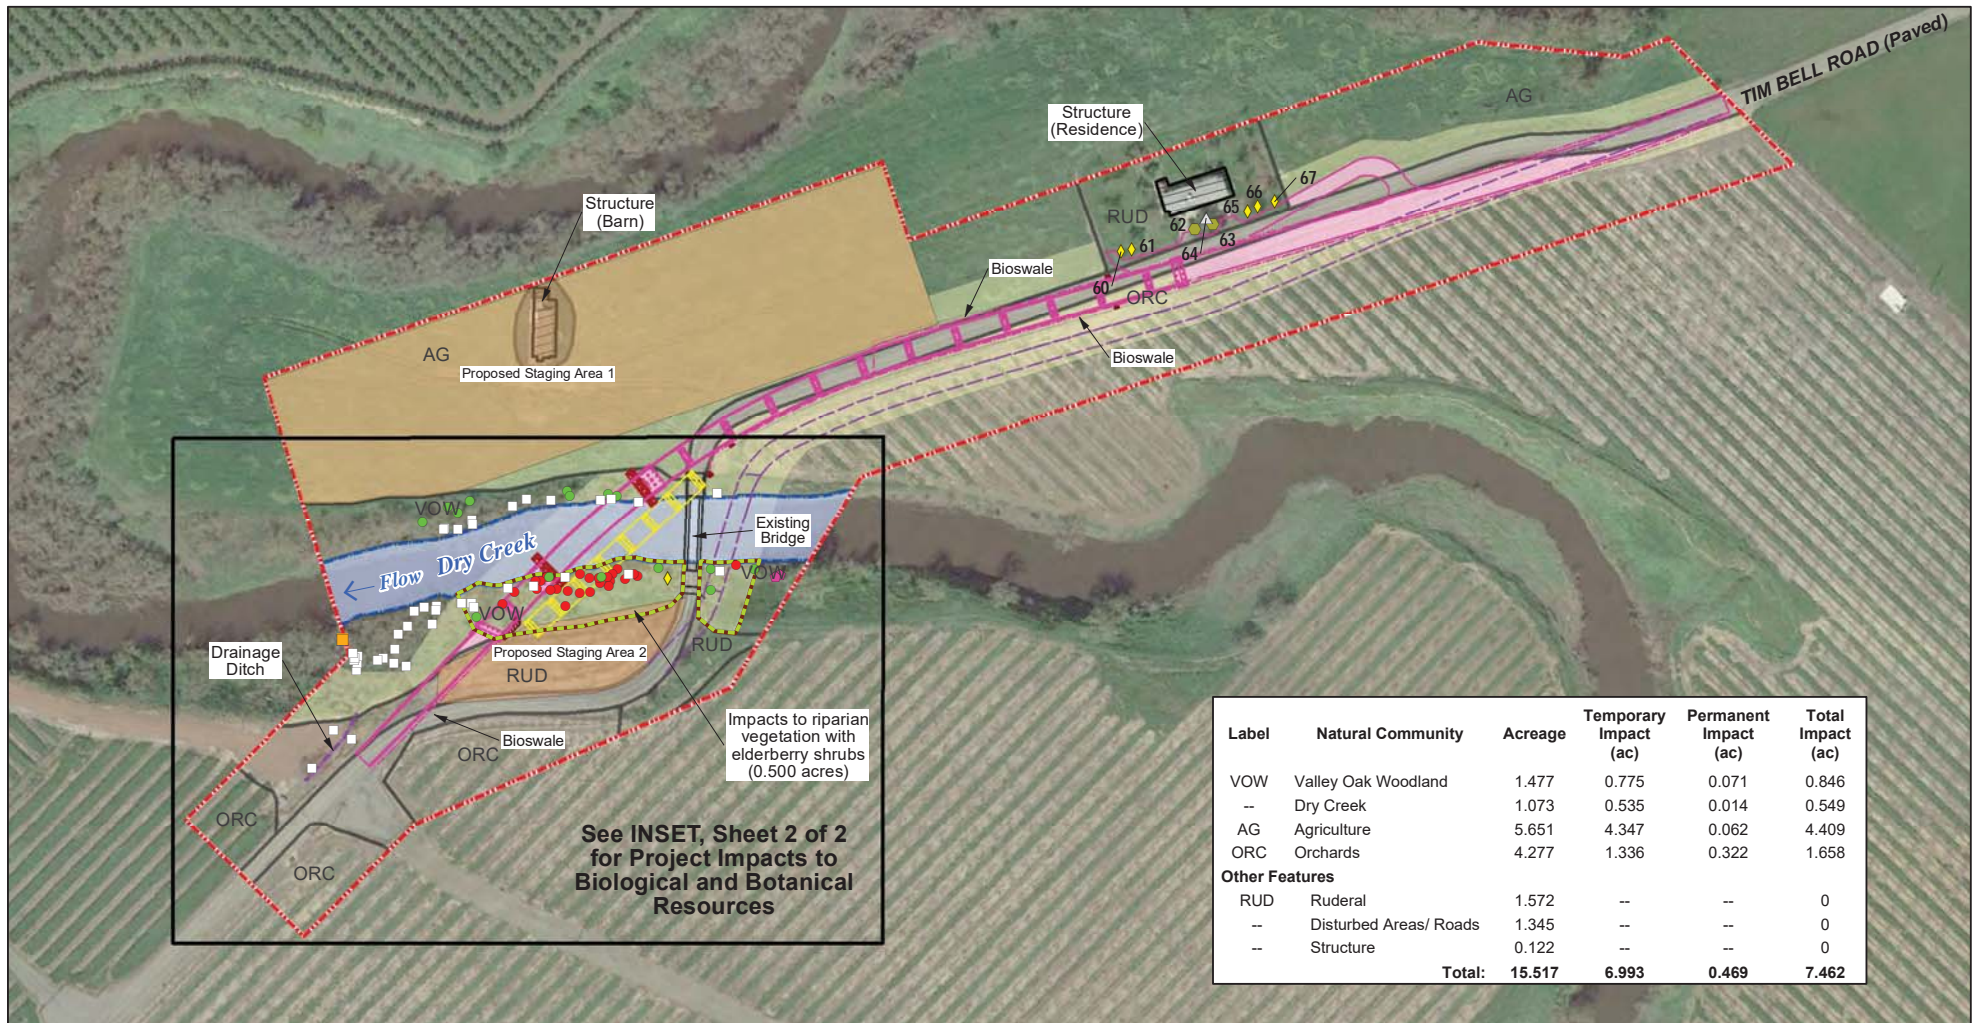 TIM BELL ROAD (Paved)
AG
Structure
(Residence)
67
66
65
RUD
62
63
61
64
60
Structure
(Barn)
Bioswale
ORC
Bioswale
AG
Proposed Staging Area 1
VOW
Existing
Bridge
Dry Creek
Flow
VOW
VOW
Drainage
Ditch
Proposed Staging Area 2
RUD
RUD
Bioswale
ORC
Impacts to riparian
vegetation with
elderberry shrubs
(0.500 acres)
ORC
ORC
See INSET, Sheet 2 of 2
for Project Impacts to
Biological and Botanical
Resources
Label Natural Community Acreage Temporary Impact (ac) Permanent Impact (ac) Total Impact (ac)
VOW Valley Oak Woodland 1.477 0.775 0.071 0.846
-- Dry Creek 1.073 0.535 0.014 0.549
AG Agriculture 5.651 4.347 0.062 4.409
ORC Orchards 4.277 1.336 0.322 1.658
Other Features
RUD Ruderal 1.572 -- -- 0
-- Disturbed Areas/ Roads 1.345 -- -- 0
-- Structure 0.122 -- -- 0
Total: 15.517 6.993 0.469 7.462